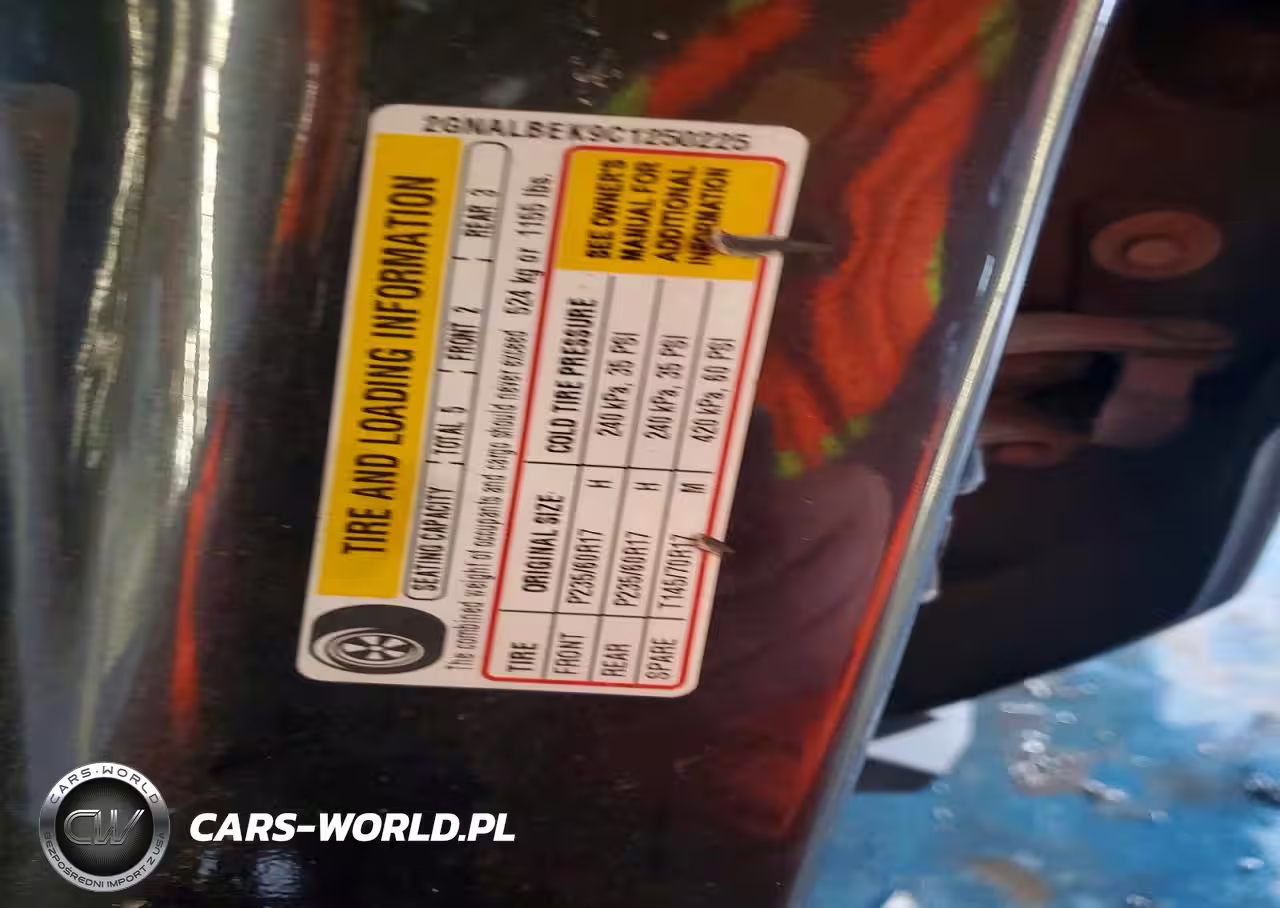 2GNALBEK9C1250225
TIRE AND LOADING INFORMATION
SEATING CAPACITY TOTAL 5 FRONT 2 REAR 3
The combined weight of occupants and cargo should never exceed 524 kg or 1155 lbs.
TIRE ORIGINAL SIZE COLD TIRE PRESSURE
FRONT P235/60R17 H 240 kPa, 35 PSI
REAR P235/60R17 H 240 kPa, 35 PSI
SPARE T145/70R17 M 420 kPa, 60 PSI
SEE OWNER'S
MANUAL FOR
ADDITIONAL
INFORMATION
CARS-WORLD
CW
BEZPOŚREDNI IMPORT Z USA
CARS-WORLD.PL